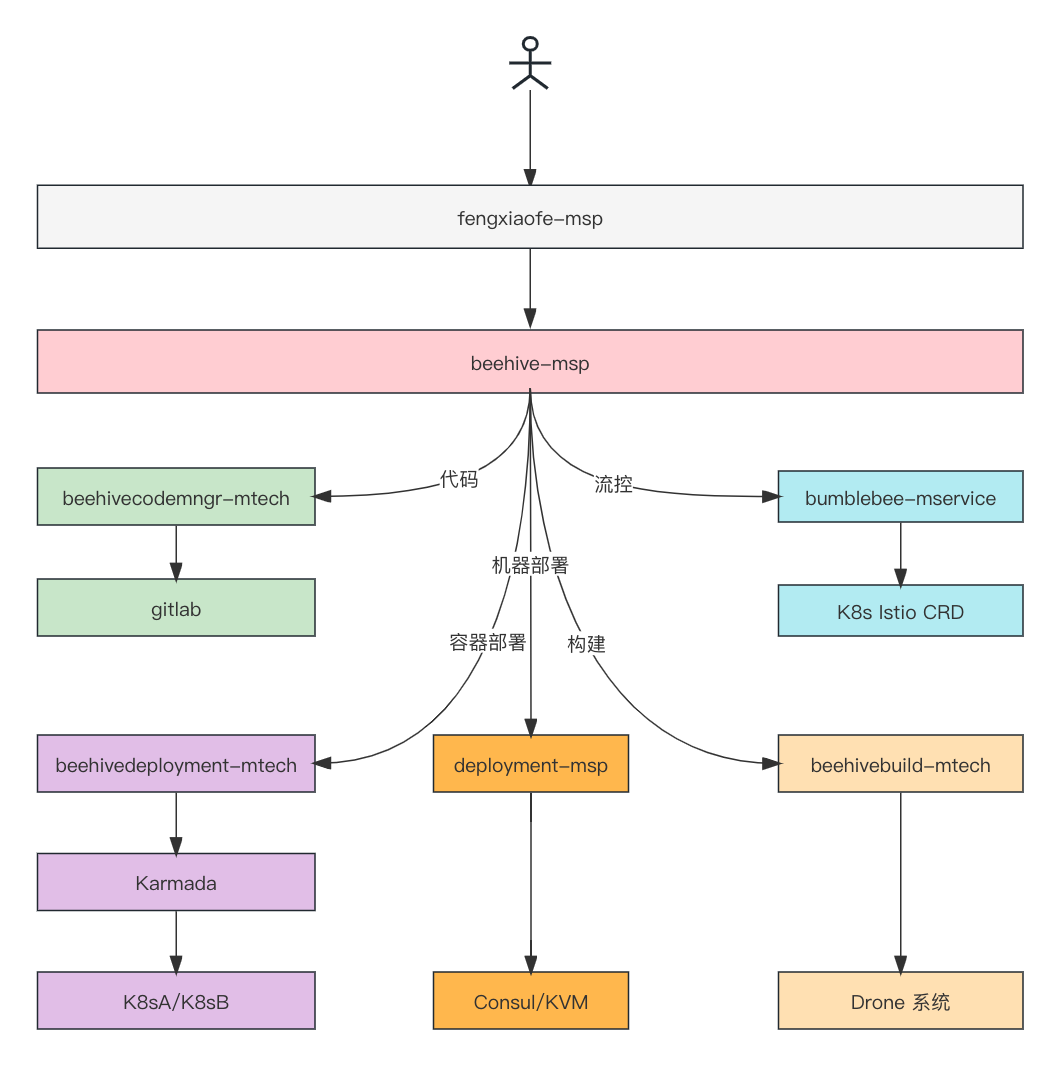 fengxiaofe-msp
beehive-msp
代码
流控
beehivecodemngr-mtech
bumblebee-mservice
机器部署
gitlab
K8s Istio CRD
容器部署
构建
beehivedeployment-mtech
deployment-msp
beehivebuild-mtech
Karmada
K8sA/K8sB
Consul/KVM
Drone 系统